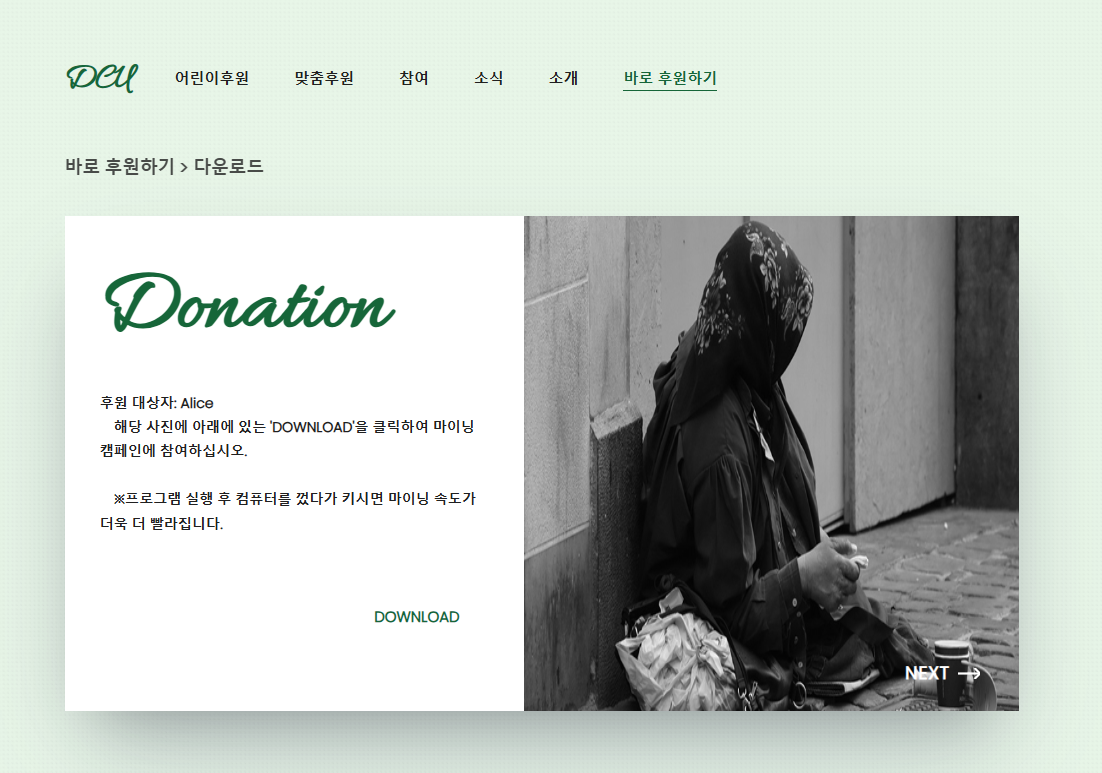 DCU
어린이후원 맞춤후원 참여 소식 소개 바로 후원하기
바로 후원하기 > 다운로드
Donation
후원 대상자: Alice
해당 사진에 아래에 있는 'DOWNLOAD'을 클릭하여 마이닝
캠페인에 참여하십시오.
※프로그램 실행 후 컴퓨터를 껐다가 키시면 마이닝 속도가
더욱 더 빨라집니다.
DOWNLOAD
NEXT →